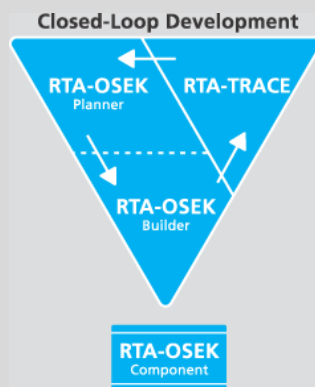 Closed-Loop Development
RTA-OSEK
Planner
RTA-TRACE
RTA-OSEK
Builder
RTA-OSEK
Component